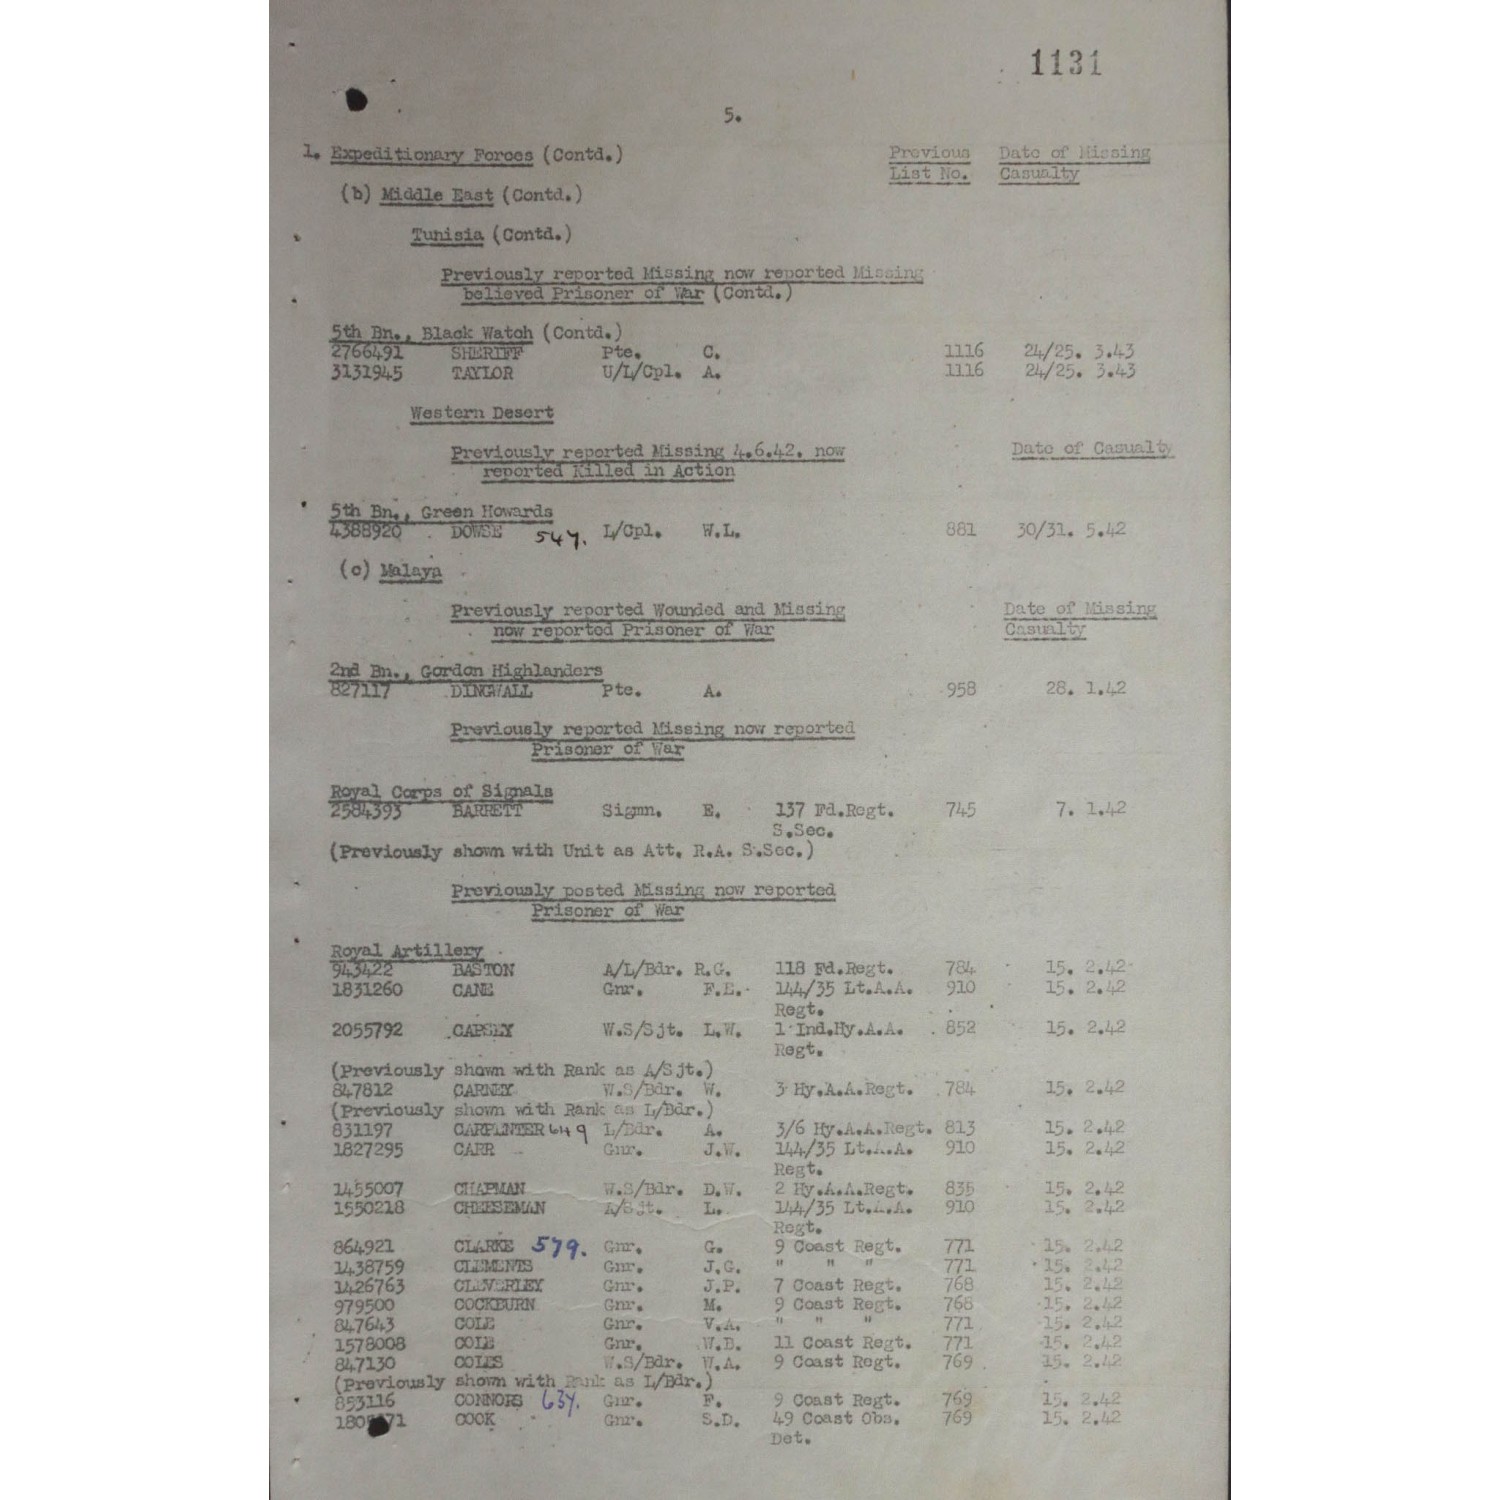 1131
5.
1. Expeditionary Forces (Contd.) Previous Date of Missing
List No. Casualty
(b) Middle East (Contd.)
Tunisia (Contd.)
Previously reported Missing now reported Missing
believed Prisoner of War (Contd.)
5th Bn., Black Watch (Contd.)
2766491 SHERIFF Pte. C. 1116 24/25. 3.43
3131945 TAYLOR U/L/Cpl. A. 1116 24/25. 3.43
Western Desert
Previously reported Missing 4.6.42. now Date of Casualty
reported Killed in Action
5th Bn., Green Howards
4388920 DOWSE 547. L/Cpl. W.L. 881 30/31. 5.42
(c) Malaya
Previously reported Wounded and Missing Date of Missing
now reported Prisoner of War Casualty
2nd Bn., Gordon Highlanders
827117 DINGWALL Pte. A. 958 28. 1.42
Previously reported Missing now reported
Prisoner of War
Royal Corps of Signals
2584393 BARRETT Sigmn. E. 137 Fd.Regt. 745 7. 1.42
S.Sec.
(Previously shown with Unit as Att. R.A. S.Sec.)
Previously posted Missing now reported
Prisoner of War
Royal Artillery
943422 BASTON A/L/Bdr. R.G. 118 Fd.Regt. 784 15. 2.42
1831260 CANE Gnr. F.E. 144/35 Lt.A.A. 910 15. 2.42
Regt.
2055792 CAPSEY W.S/Sjt. L.W. 1 Ind.Hy.A.A. 852 15. 2.42
Regt.
(Previously shown with Rank as A/Sjt.)
847812 CARNEY W.S/Bdr. W. 3 Hy.A.A.Regt. 784 15. 2.42
(Previously shown with Rank as L/Bdr.)
831197 CARPENTER 649 L/Bdr. A. 3/6 Hy.A.A.Regt. 813 15. 2.42
1827295 CARR Gnr. J.W. 144/35 Lt.A.A. 910 15. 2.42
Regt.
1455007 CHAPMAN W.S/Bdr. D.W. 2 Hy.A.A.Regt. 835 15. 2.42
1550218 CHEESEMAN A/Sjt. L. 144/35 Lt.A.A. 910 15. 2.42
Regt.
864921 CLARKE 579. Gnr. G. 9 Coast Regt. 771 15. 2.42
1438759 CLEMENTS Gnr. J.G. " " " 771 15. 2.42
1426763 CLEVERLEY Gnr. J.P. 7 Coast Regt. 768 15. 2.42
979500 COCKBURN Gnr. M. 9 Coast Regt. 768 15. 2.42
847643 COLE Gnr. V.A. " " " 771 15. 2.42
1578008 COLE Gnr. W.B. 11 Coast Regt. 771 15. 2.42
847130 COLES W.S/Bdr. W.A. 9 Coast Regt. 769 15. 2.42
(Previously shown with Rank as L/Bdr.)
853116 CONNORS 634. Gnr. F. 9 Coast Regt. 769 15. 2.42
COOK Gnr. S.D. 49 Coast Obs. 769 15. 2.42
Det.